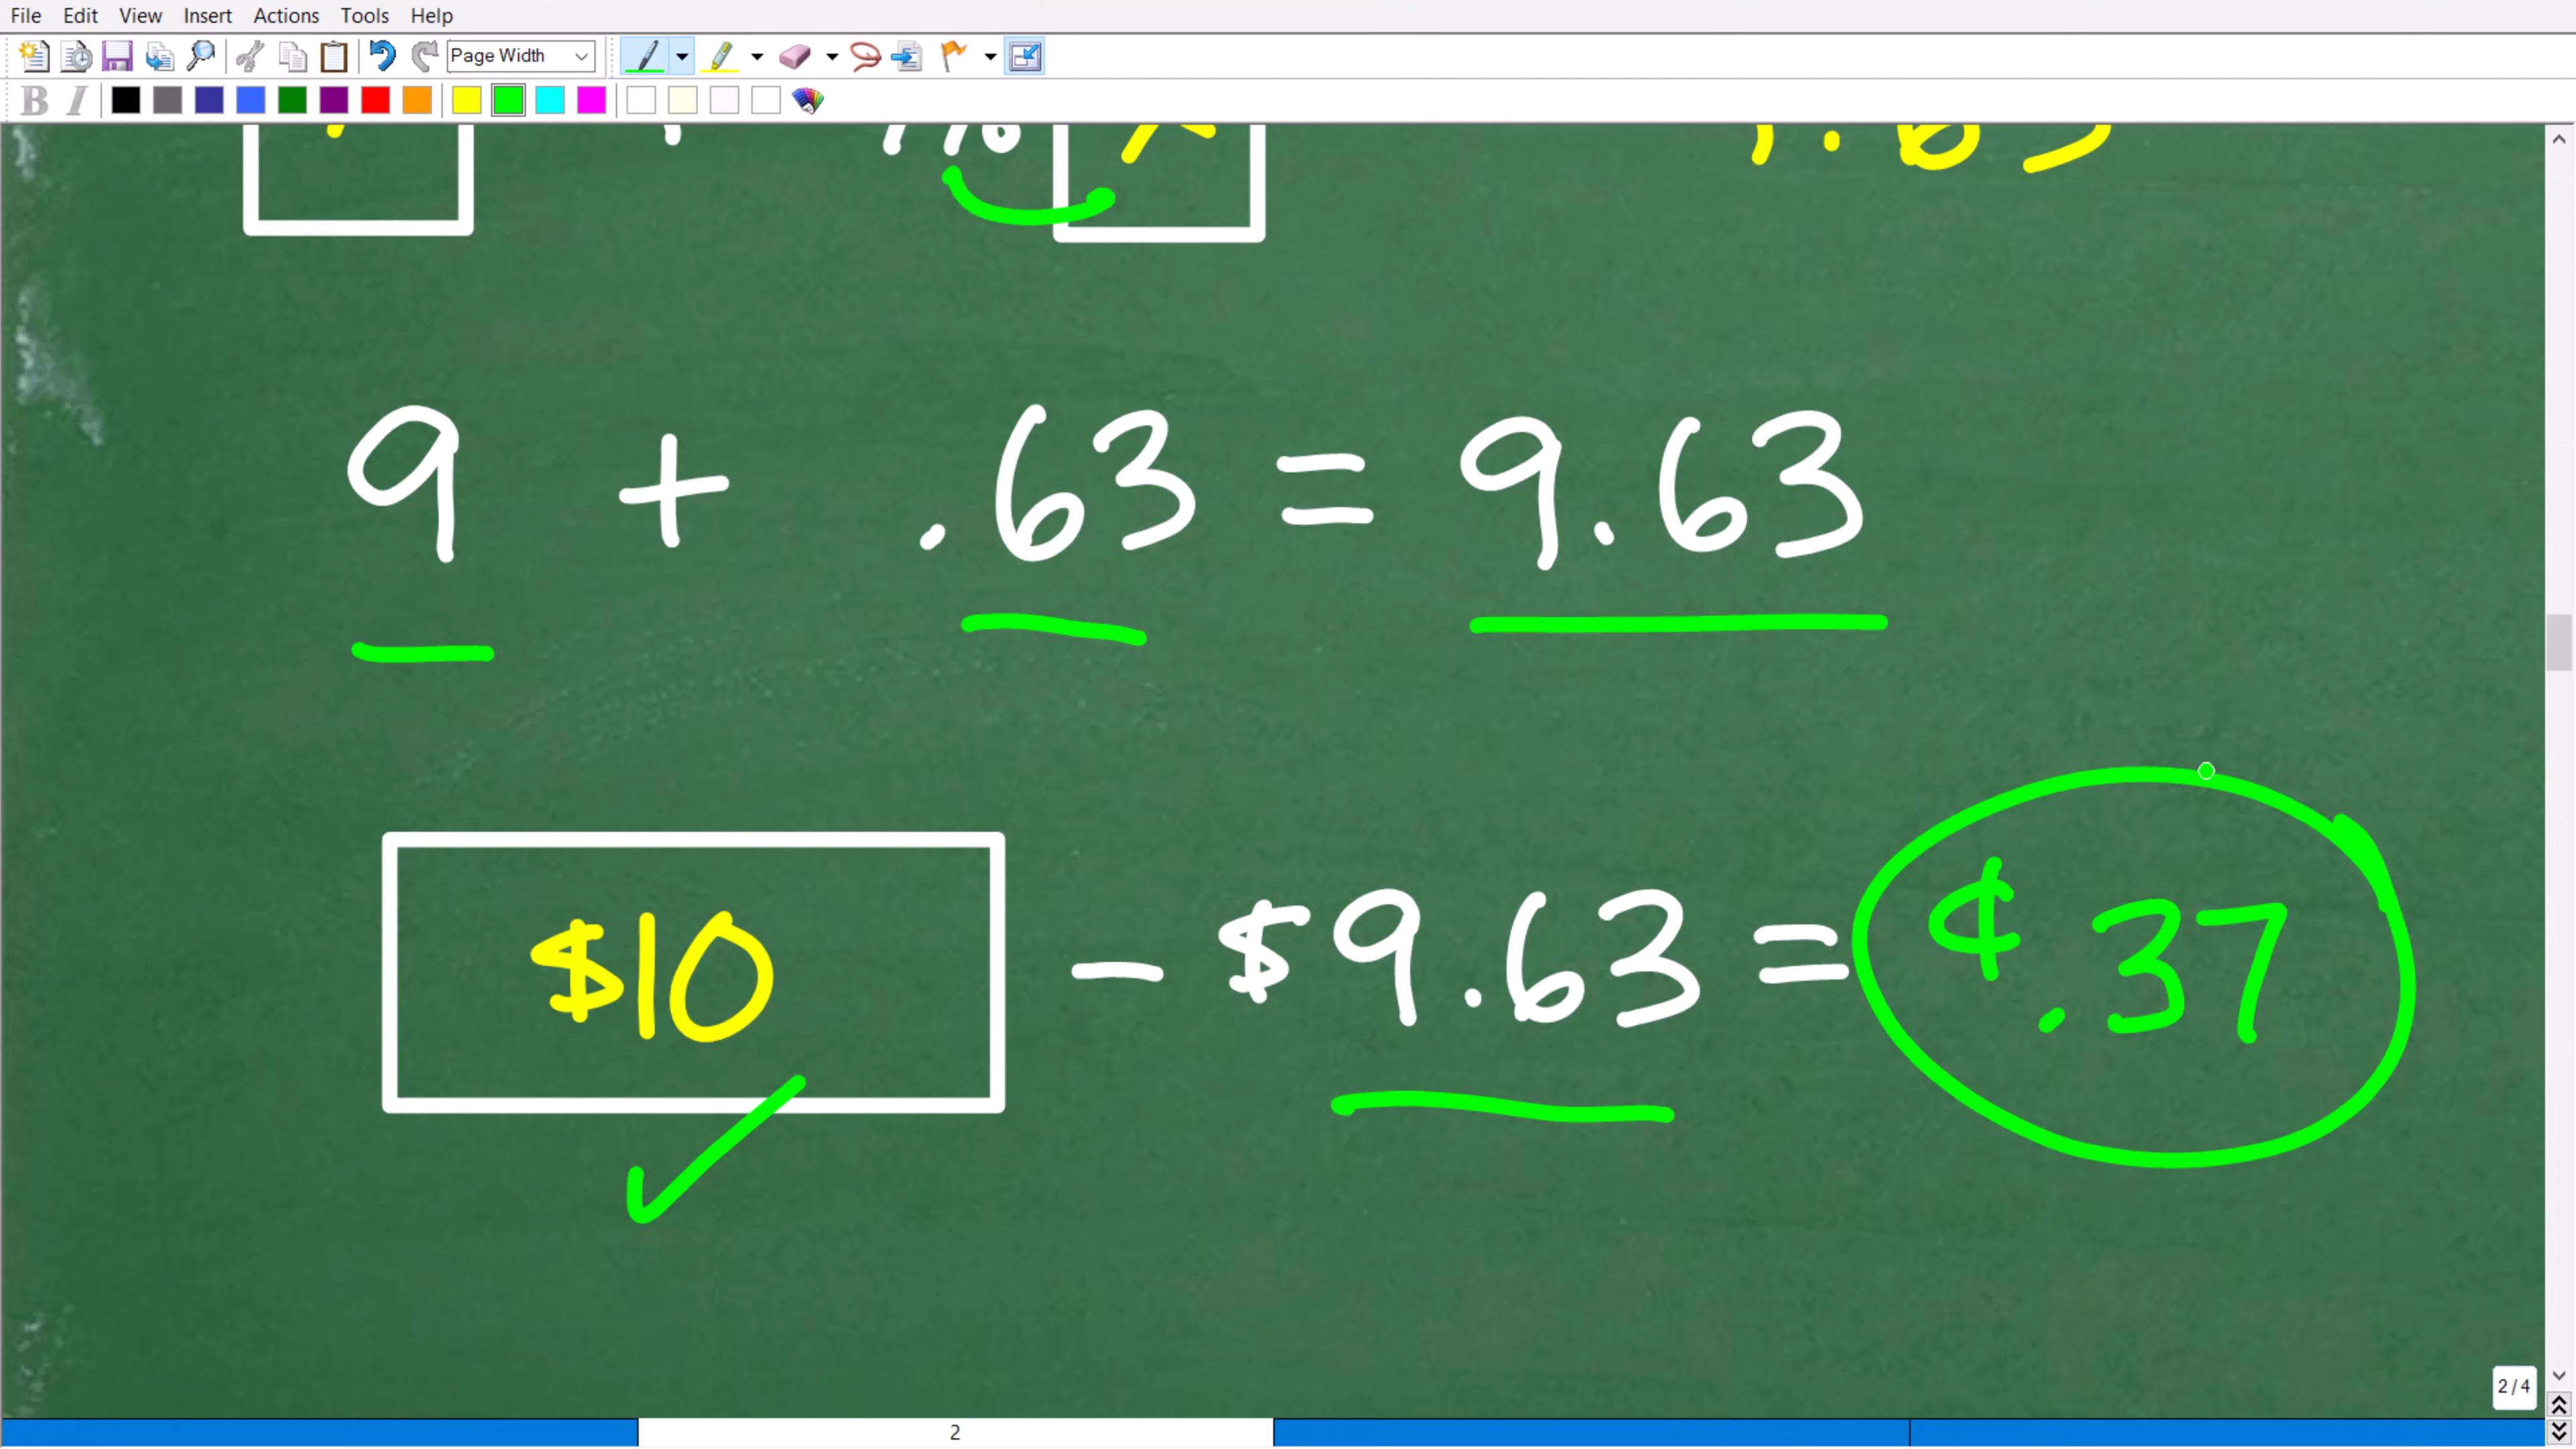 File Edit View Insert Actions Tools Help
Page Width
B I
9 + .63 = 9.63
$10 - $9.63 = $.37
2 / 4
2